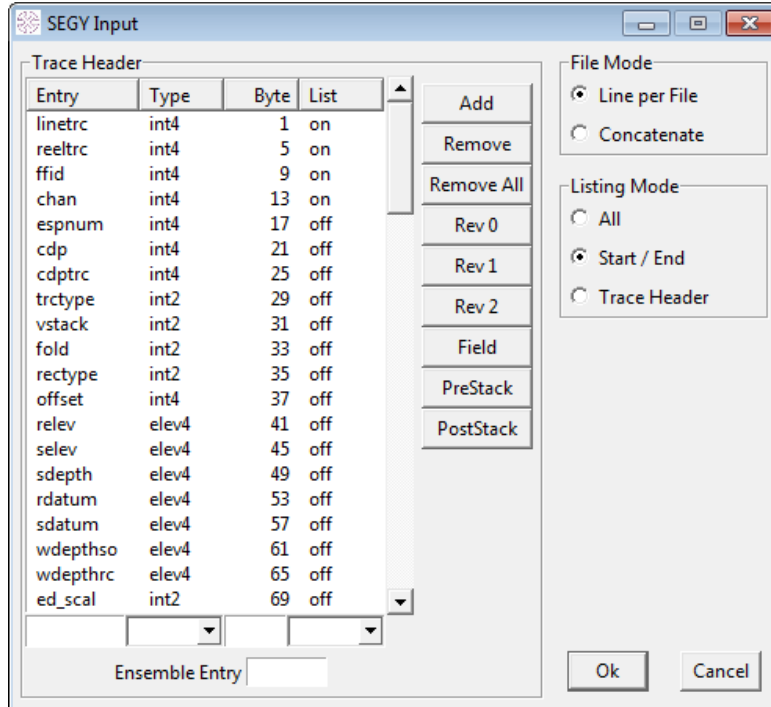 SEGY Input
Trace Header
Entry Type Byte List
linetrc int4 1 on
reeltrc int4 5 on
ffid int4 9 on
chan int4 13 on
espnum int4 17 off
cdp int4 21 off
cdptrc int4 25 off
trctype int2 29 off
vstack int2 31 off
fold int2 33 off
rectype int2 35 off
offset int4 37 off
relev elev4 41 off
selev elev4 45 off
sdepth elev4 49 off
rdatum elev4 53 off
sdatum elev4 57 off
wdepthso elev4 61 off
wdepthrc elev4 65 off
ed_scal int2 69 off
Ensemble Entry
Add
Remove
Remove All
Rev 0
Rev 1
Rev 2
Field
PreStack
PostStack
File Mode
Line per File
Concatenate
Listing Mode
All
Start / End
Trace Header
Ok
Cancel